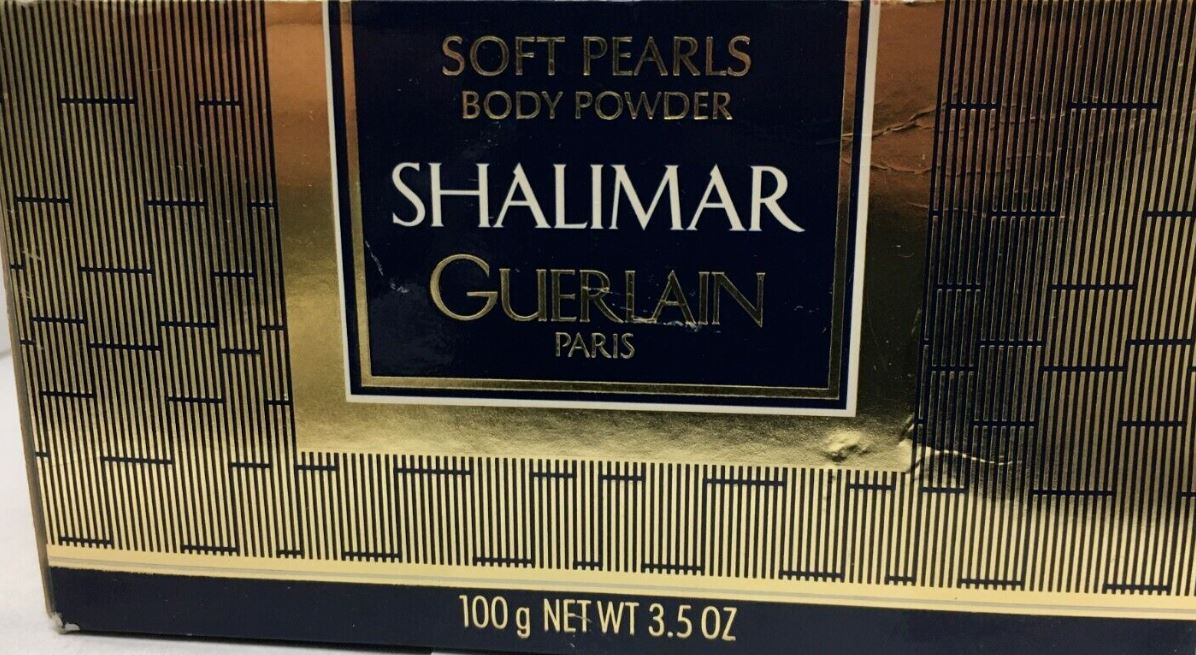 SOFT PEARLS
BODY POWDER
SHALIMAR
GUERLAIN
PARIS
100 g NET WT 3.5 OZ